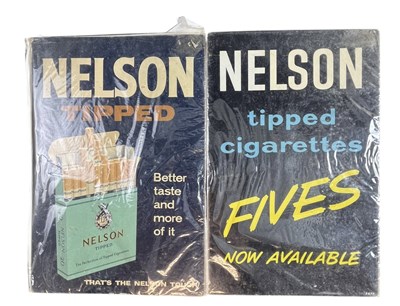 NELSON
TIPPED
Better
taste
and
more
of it
NELSON
TIPPED
THAT'S THE NELSON TOUCH
NELSON
tipped
cigarettes
FIVES
NOW AVAILABLE